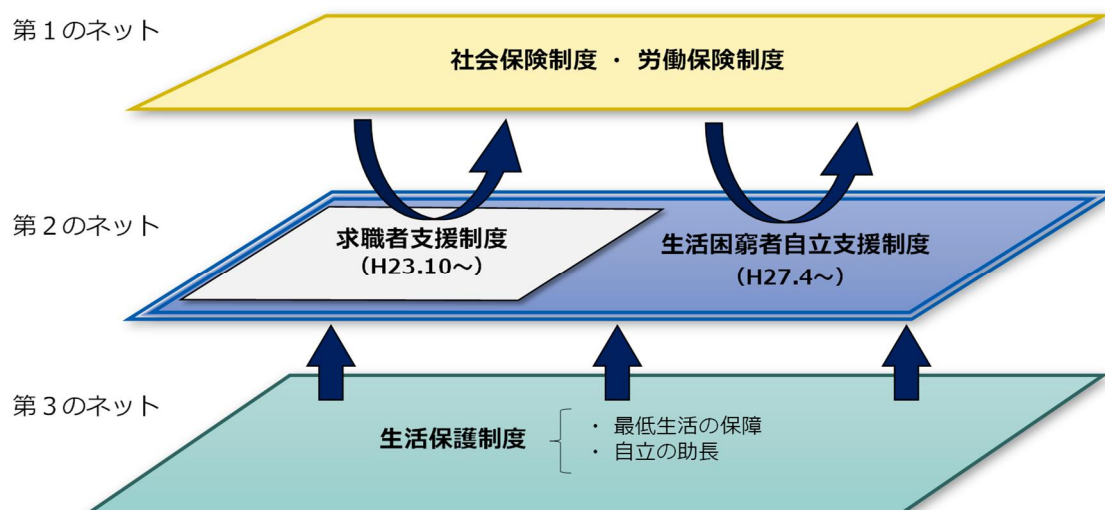 第１のネット
社会保険制度 ・ 労働保険制度
第２のネット
求職者支援制度
（H23.10～）
生活困窮者自立支援制度
（H27.4～）
第３のネット
生活保護制度
・ 最低生活の保障
・ 自立の助長